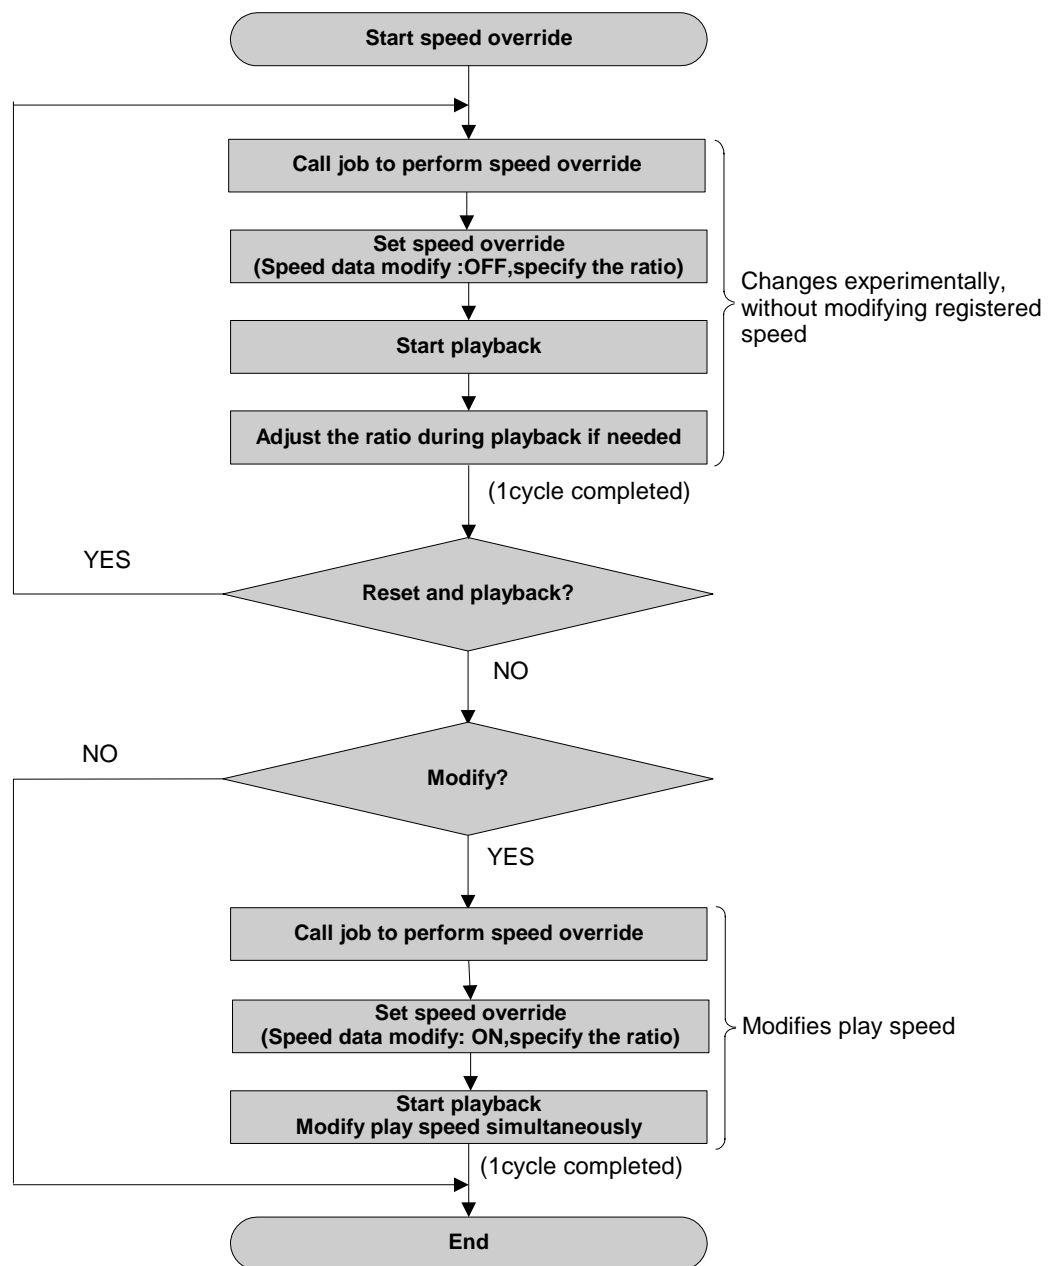 Start speed override
Call job to perform speed override
Set speed override
(Speed data modify :OFF,specify the ratio)
Changes experimentally,
without modifying registered
speed
Start playback
Adjust the ratio during playback if needed
(1cycle completed)
YES
Reset and playback?
NO
NO
Modify?
YES
Call job to perform speed override
Set speed override
(Speed data modify: ON,specify the ratio)
Modifies play speed
Start playback
Modify play speed simultaneously
(1cycle completed)
End